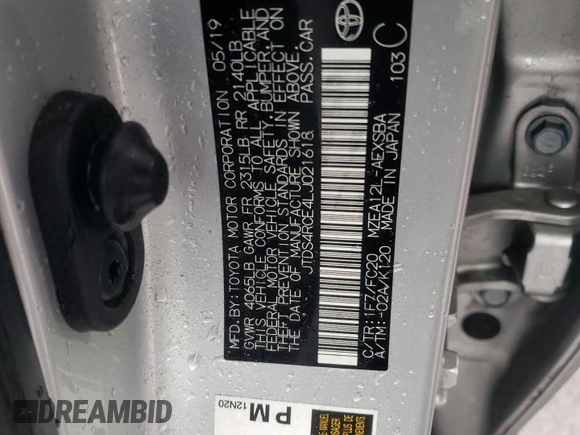 MFD.BY:TOYOTA MOTOR CORPORATION 05/19
GVWR 4065LB GAWR FR 2315LB RR 2140LB
THIS VEHICLE CONFORMS TO ALL APPLICABLE
FEDERAL MOTOR VEHICLE SAFETY, BUMPER, AND
THEFT PREVENTION STANDARDS IN EFFECT ON
THE DATE OF MANUFACTURE SHOWN ABOVE.
JTDS4RCE4LJ021618 PASS.CAR
C/TR:1F7/FC20 MZEA12L-AEXSBA
A/TM:-02A/K120 MADE IN JAPAN 103
C
P M
12N20
DREAMBID